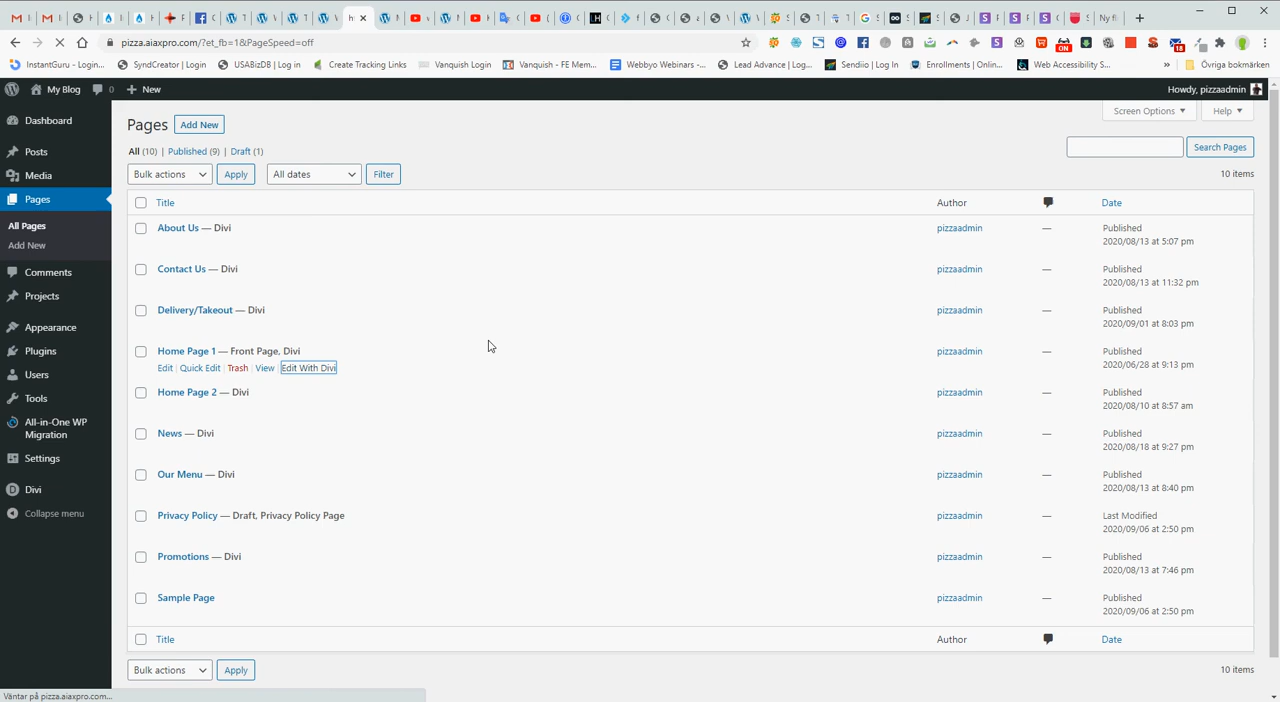 pizza.aiaxpro.com/?et_fb=1&PageSpeed=off
InstantGuru - Login... SyndCreator | Login USABizDB | Log in Create Tracking Links Vanquish Login Vanquish - FE Mem... Webbyo Webinars -... Lead Advance | Log... Sendiio | Log In Enrollments | Onlin... Web Accessibility S... » Övriga bokmärken
ON 18
My Blog 0 + New Howdy, pizzaadmin
Dashboard
Posts
Media
Pages
All Pages
Add New
Comments
Projects
Appearance
Plugins
Users
Tools
All-in-One WP
Migration
Settings
Divi
Collapse menu
Screen Options Help
Pages Add New
All (10) | Published (9) | Draft (1)
Search Pages
Bulk actions Apply All dates Filter 10 items
Title Author Date
About Us — Divi pizzaadmin — Published
2020/08/13 at 5:07 pm
Contact Us — Divi pizzaadmin — Published
2020/08/13 at 11:32 pm
Delivery/Takeout — Divi pizzaadmin — Published
2020/09/01 at 8:03 pm
Home Page 1 — Front Page, Divi pizzaadmin — Published
Edit | Quick Edit | Trash | View | Edit With Divi 2020/06/28 at 9:13 pm
Home Page 2 — Divi pizzaadmin — Published
2020/08/10 at 8:57 am
News — Divi pizzaadmin — Published
2020/08/18 at 9:27 pm
Our Menu — Divi pizzaadmin — Published
2020/08/13 at 8:40 pm
Privacy Policy — Draft, Privacy Policy Page pizzaadmin — Last Modified
2020/09/06 at 2:50 pm
Promotions — Divi pizzaadmin — Published
2020/08/13 at 7:46 pm
Sample Page pizzaadmin — Published
2020/09/06 at 2:50 pm
Title Author Date
Bulk actions Apply 10 items
Väntar på pizza.aiaxpro.com...